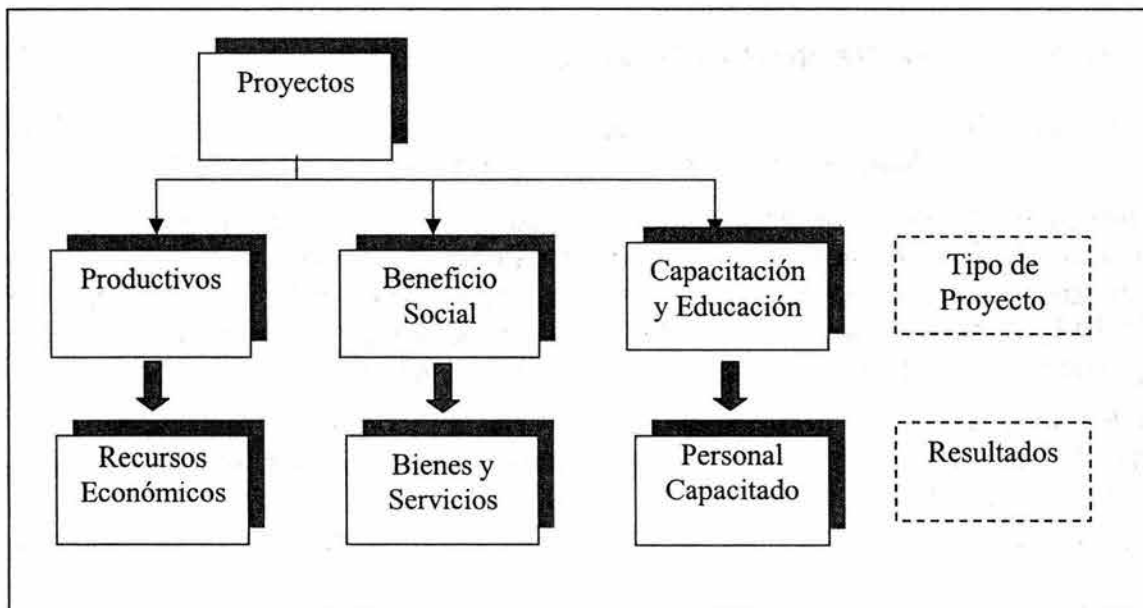 Proyectos
Productivos
Beneficio
Social
Capacitación
y Educación
Tipo de
Proyecto
Recursos
Económicos
Bienes y
Servicios
Personal
Capacitado
Resultados